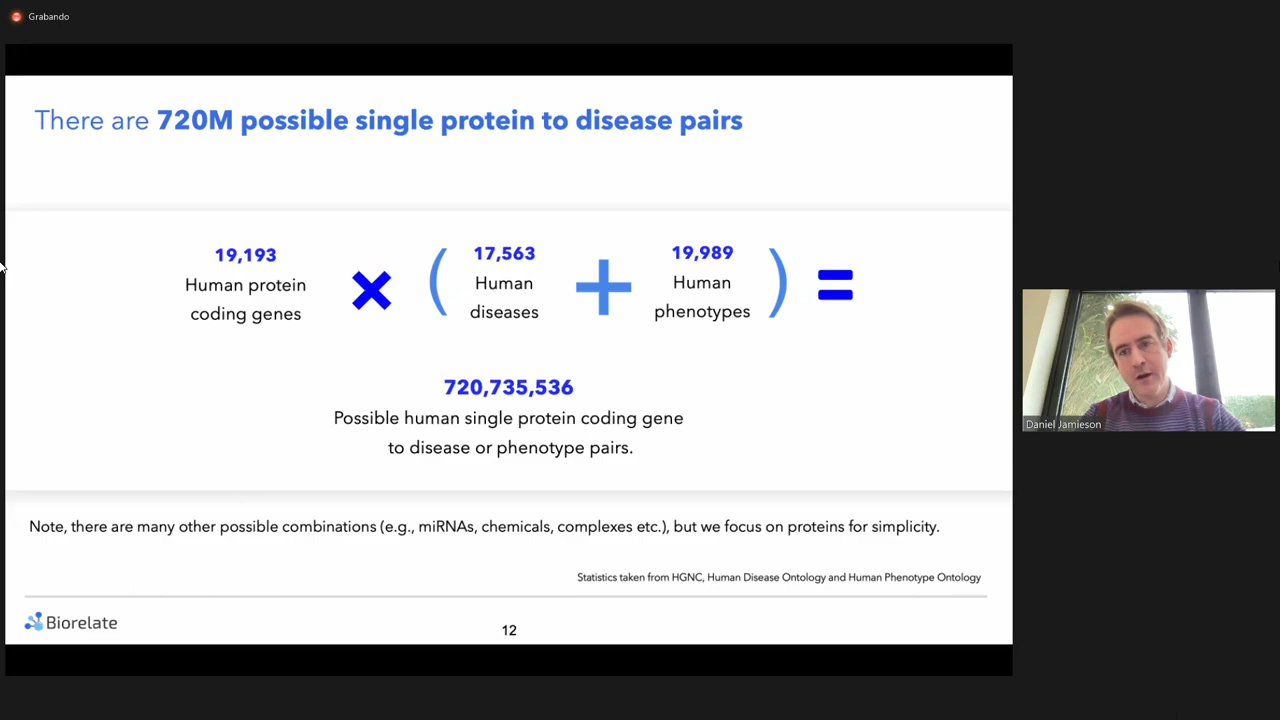 Grabando
There are 720M possible single protein to disease pairs
19,193
Human protein
coding genes
×
(
17,563
Human
diseases
+
19,989
Human
phenotypes
)
=
720,735,536
Possible human single protein coding gene
to disease or phenotype pairs.
Note, there are many other possible combinations (e.g., miRNAs, chemicals, complexes etc.), but we focus on proteins for simplicity.
Statistics taken from HGNC, Human Disease Ontology and Human Phenotype Ontology
Biorelate
12
Daniel Jamieson